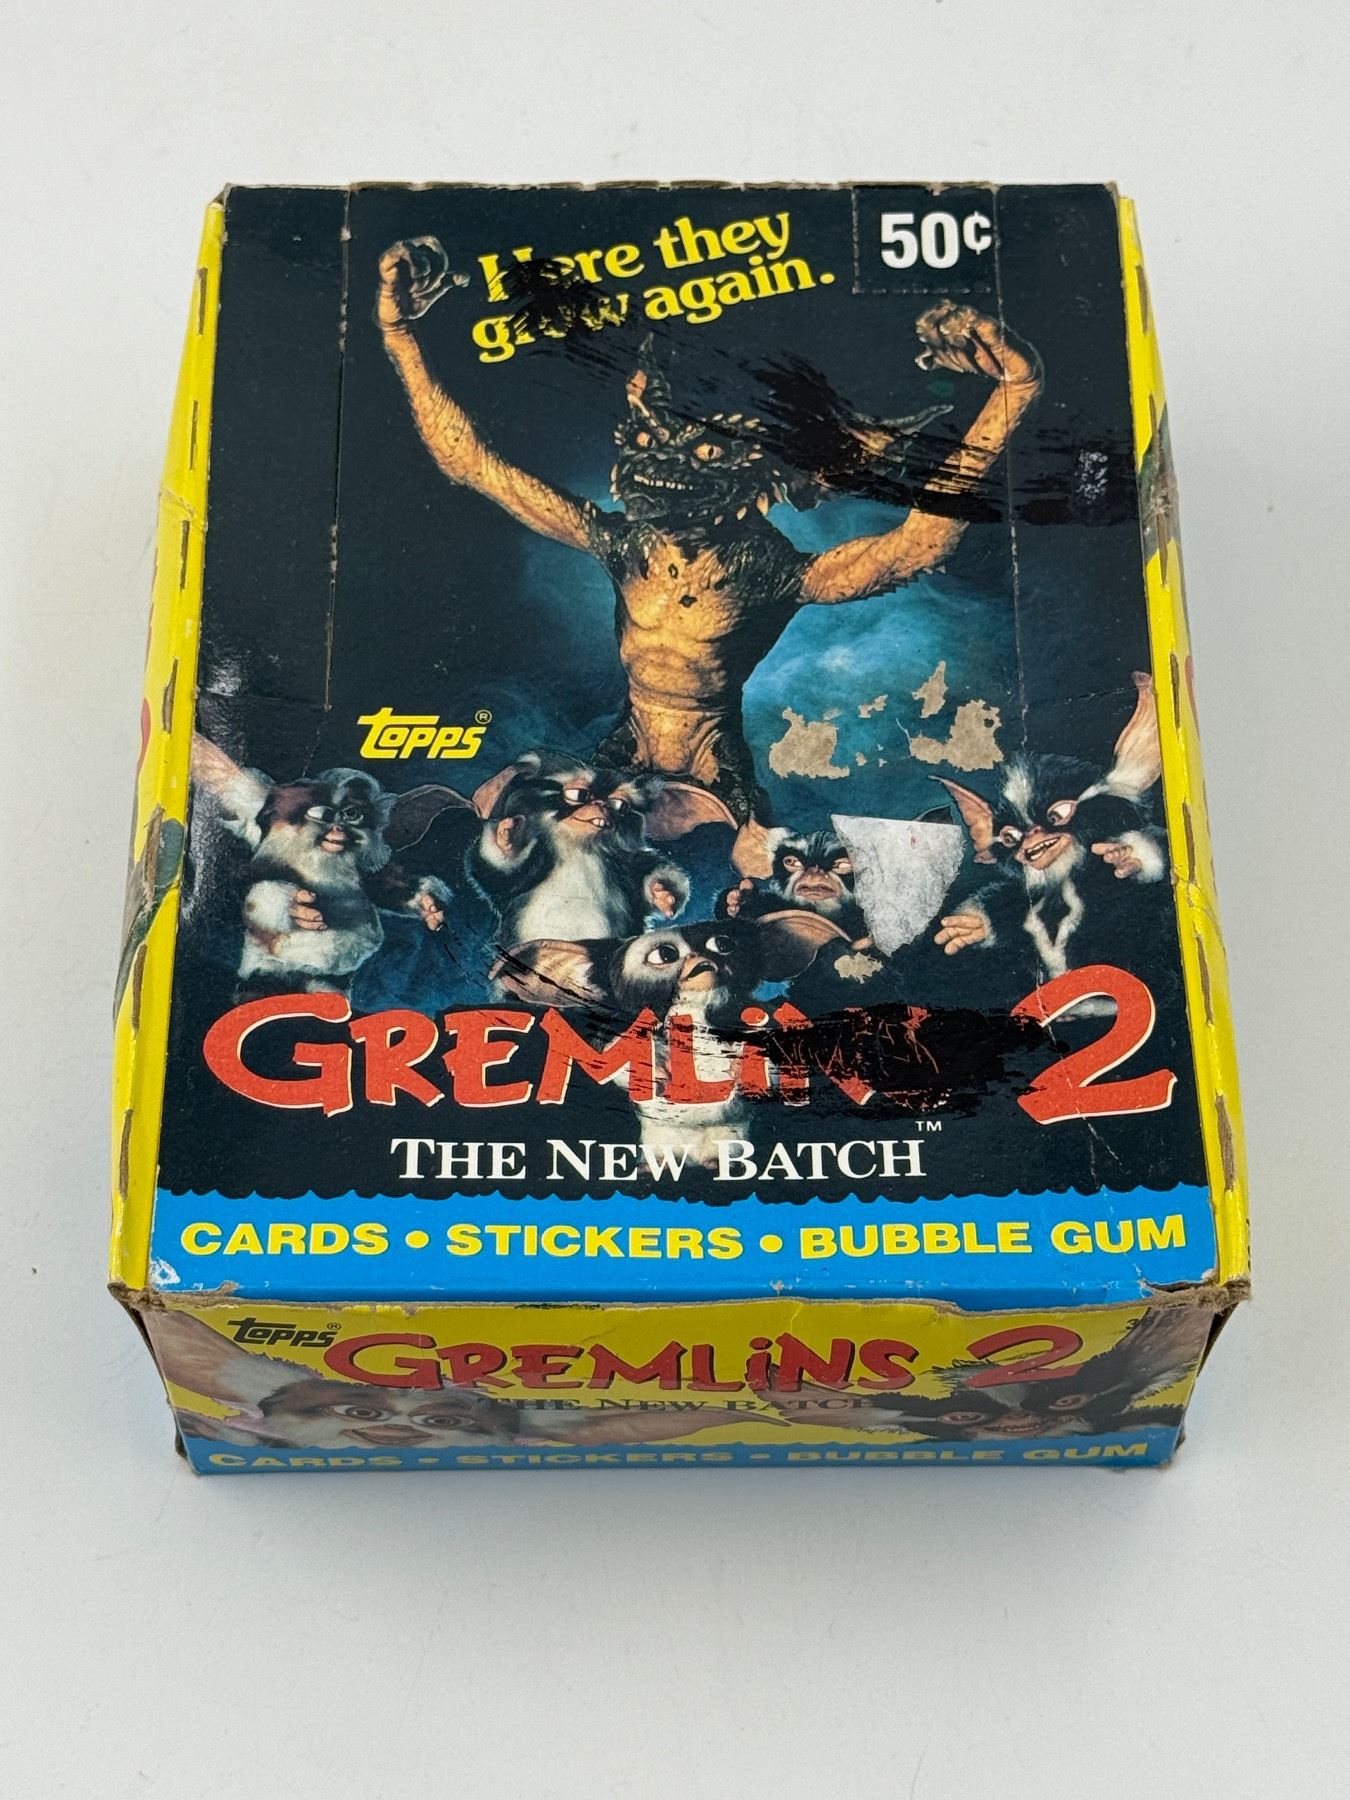 Here they
grow again.
50¢
TOPPS®
GREMLiNS 2
™
THE NEW BATCH
CARDS • STICKERS • BUBBLE GUM
TOPPS®
GREMLiNS 2
THE NEW BATCH
CARDS • STICKERS • BUBBLE GUM